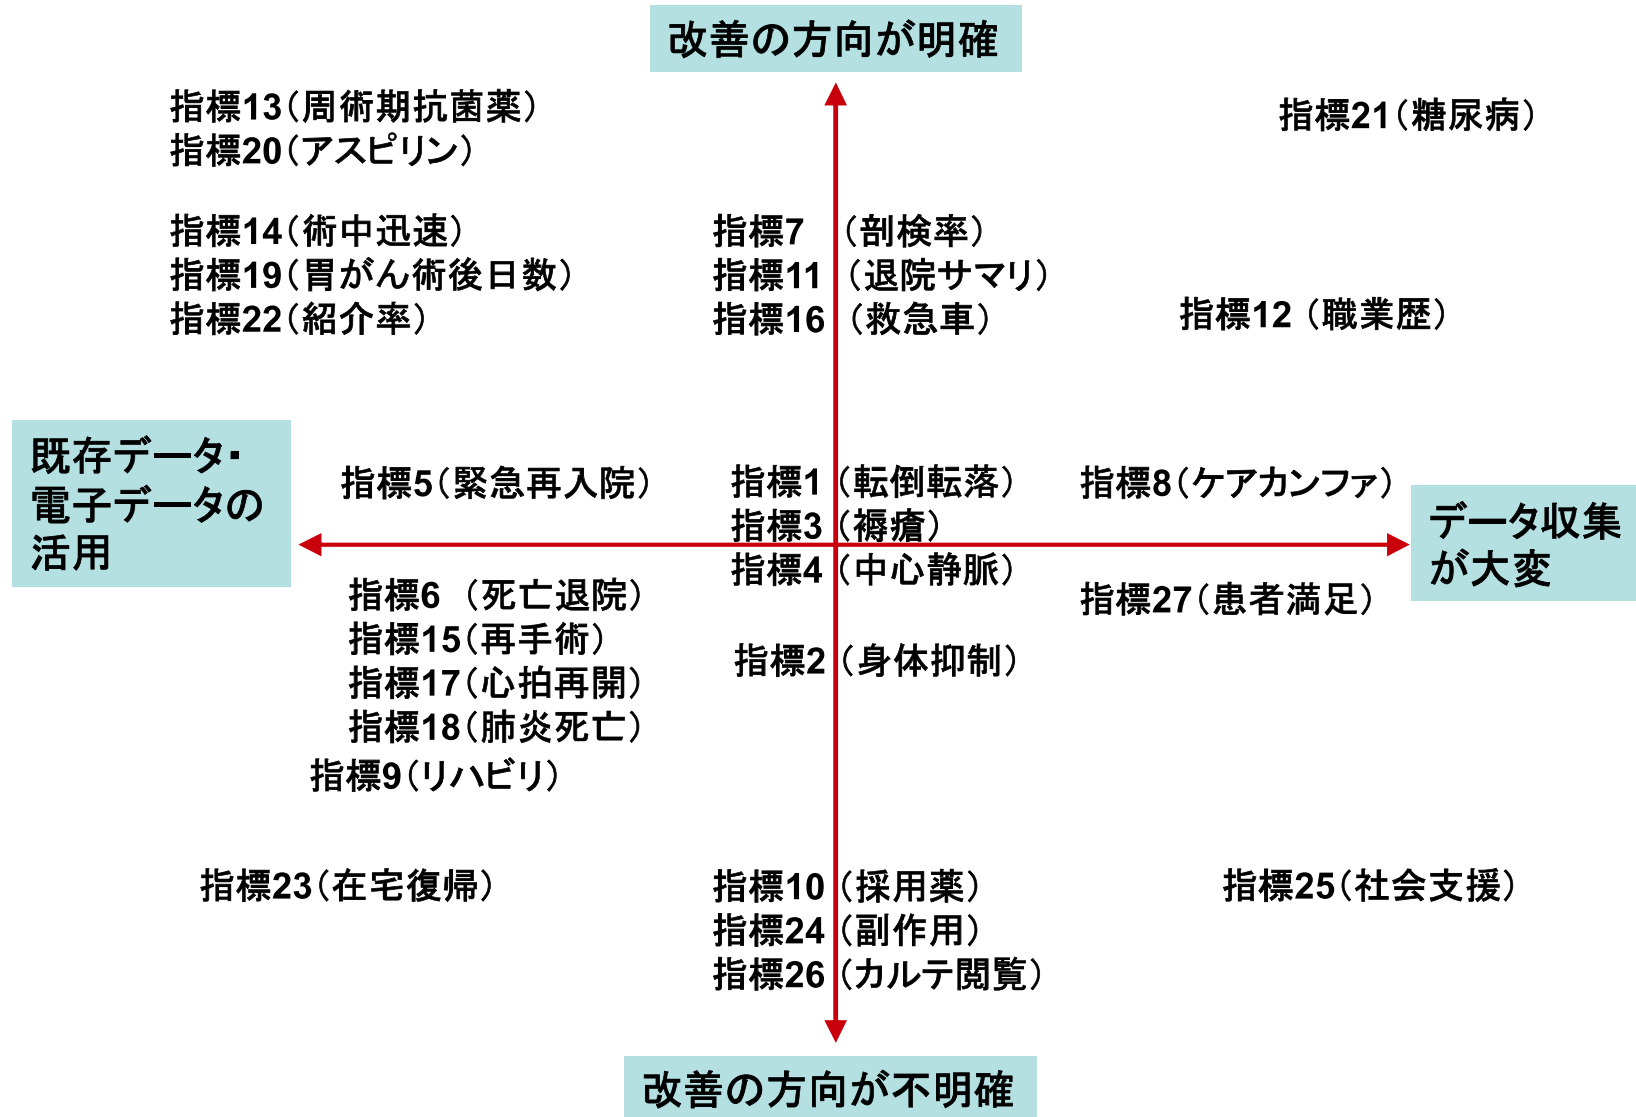 改善の方向が明確
指標13（周術期抗菌薬）
指標20（アスピリン）
指標21（糖尿病）
指標14（術中迅速）
指標19（胃がん術後日数）
指標22（紹介率）
指標7 （剖検率）
指標11 （退院サマリ）
指標16 （救急車）
指標12 （職業歴）
既存データ・
電子データの
活用
指標5（緊急再入院）
指標1 （転倒転落）
指標3 （褥瘡）
指標4 （中心静脈）
指標8（ケアカンファ）
データ収集
が大変
指標6 （死亡退院）
指標15（再手術）
指標17（心拍再開）
指標18（肺炎死亡）
指標9（リハビリ）
指標2 （身体抑制）
指標27（患者満足）
指標23（在宅復帰）
指標10 （採用薬）
指標24 （副作用）
指標26 （カルテ閲覧）
指標25（社会支援）
改善の方向が不明確